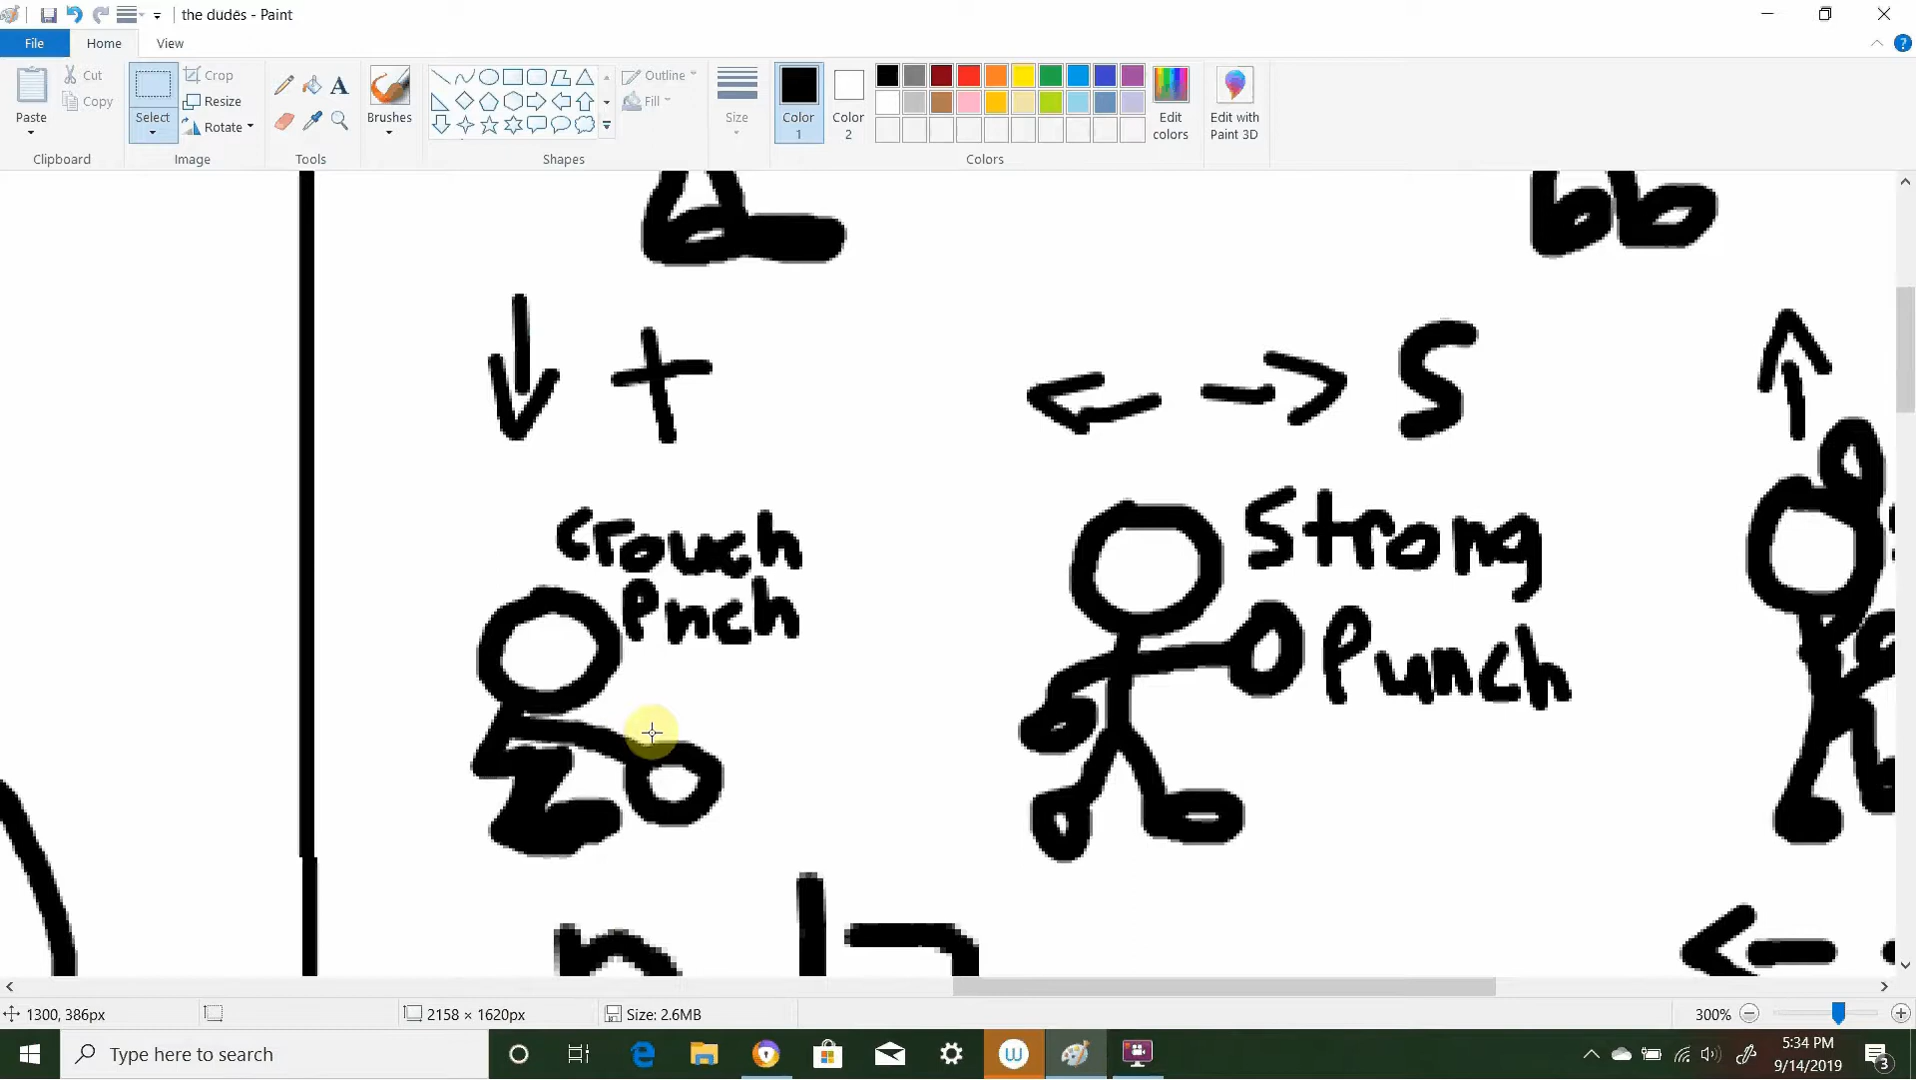 the dudes - Paint
File Home View
Paste
Cut
Copy
Clipboard
Select
Crop
Resize
Rotate
Image
Tools
Brushes
Shapes
Outline
Fill
Size
Color 1
Color 2
Edit colors
Colors
Edit with Paint 3D
+
S
Crouch
Pnch
Strong
Punch
1300, 386px
2158 × 1620px
Size: 2.6MB
300%
Type here to search
5:34 PM
9/14/2019
3